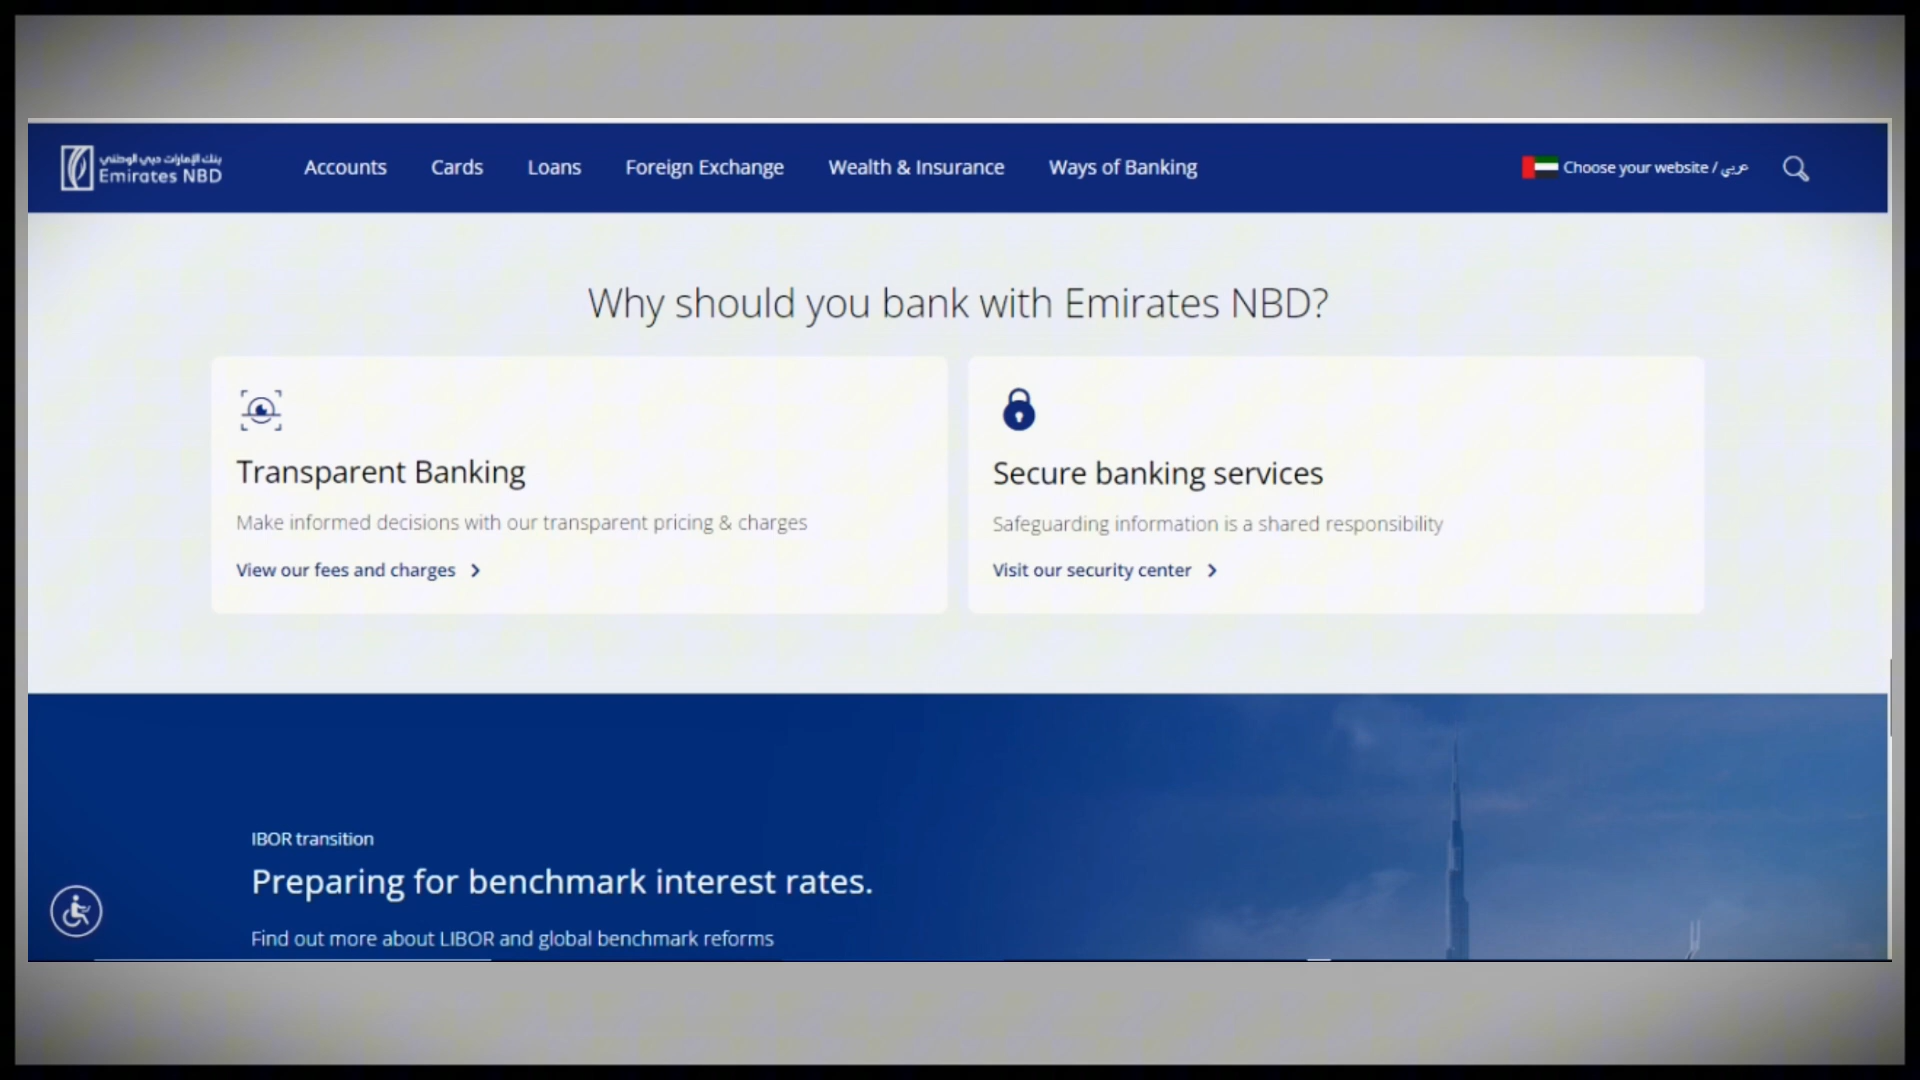 بنك الإمارات دبي الوطني
Emirates NBD
Accounts
Cards
Loans
Foreign Exchange
Wealth & Insurance
Ways of Banking
Choose your website / عربي
Why should you bank with Emirates NBD?
Transparent Banking
Make informed decisions with our transparent pricing & charges
View our fees and charges
Secure banking services
Safeguarding information is a shared responsibility
Visit our security center
IBOR transition
Preparing for benchmark interest rates.
Find out more about LIBOR and global benchmark reforms